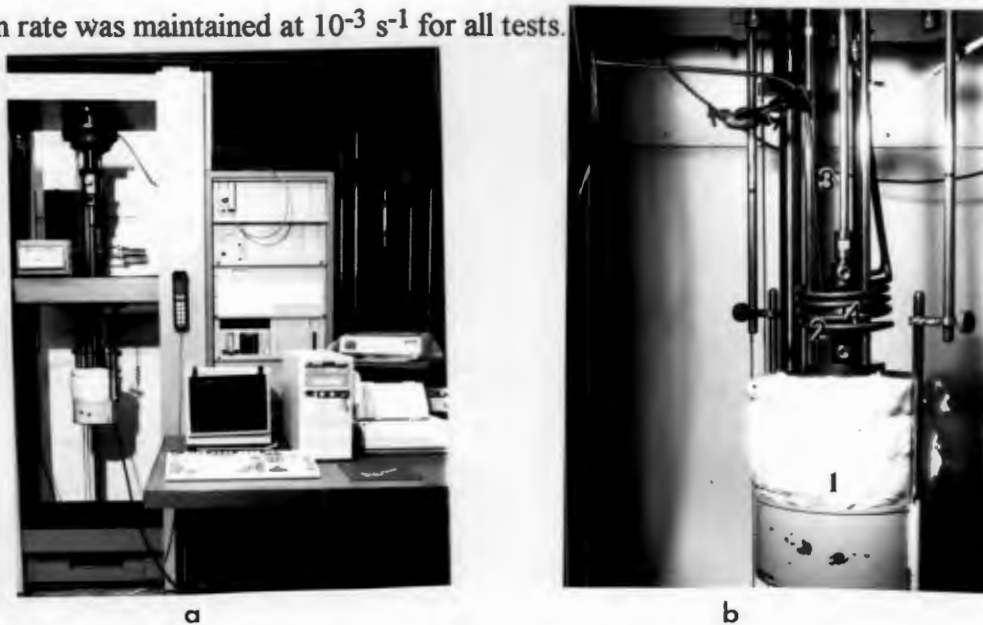 n rate was maintained at 10⁻³ s⁻¹ for all tests.
3
2
1
a
b